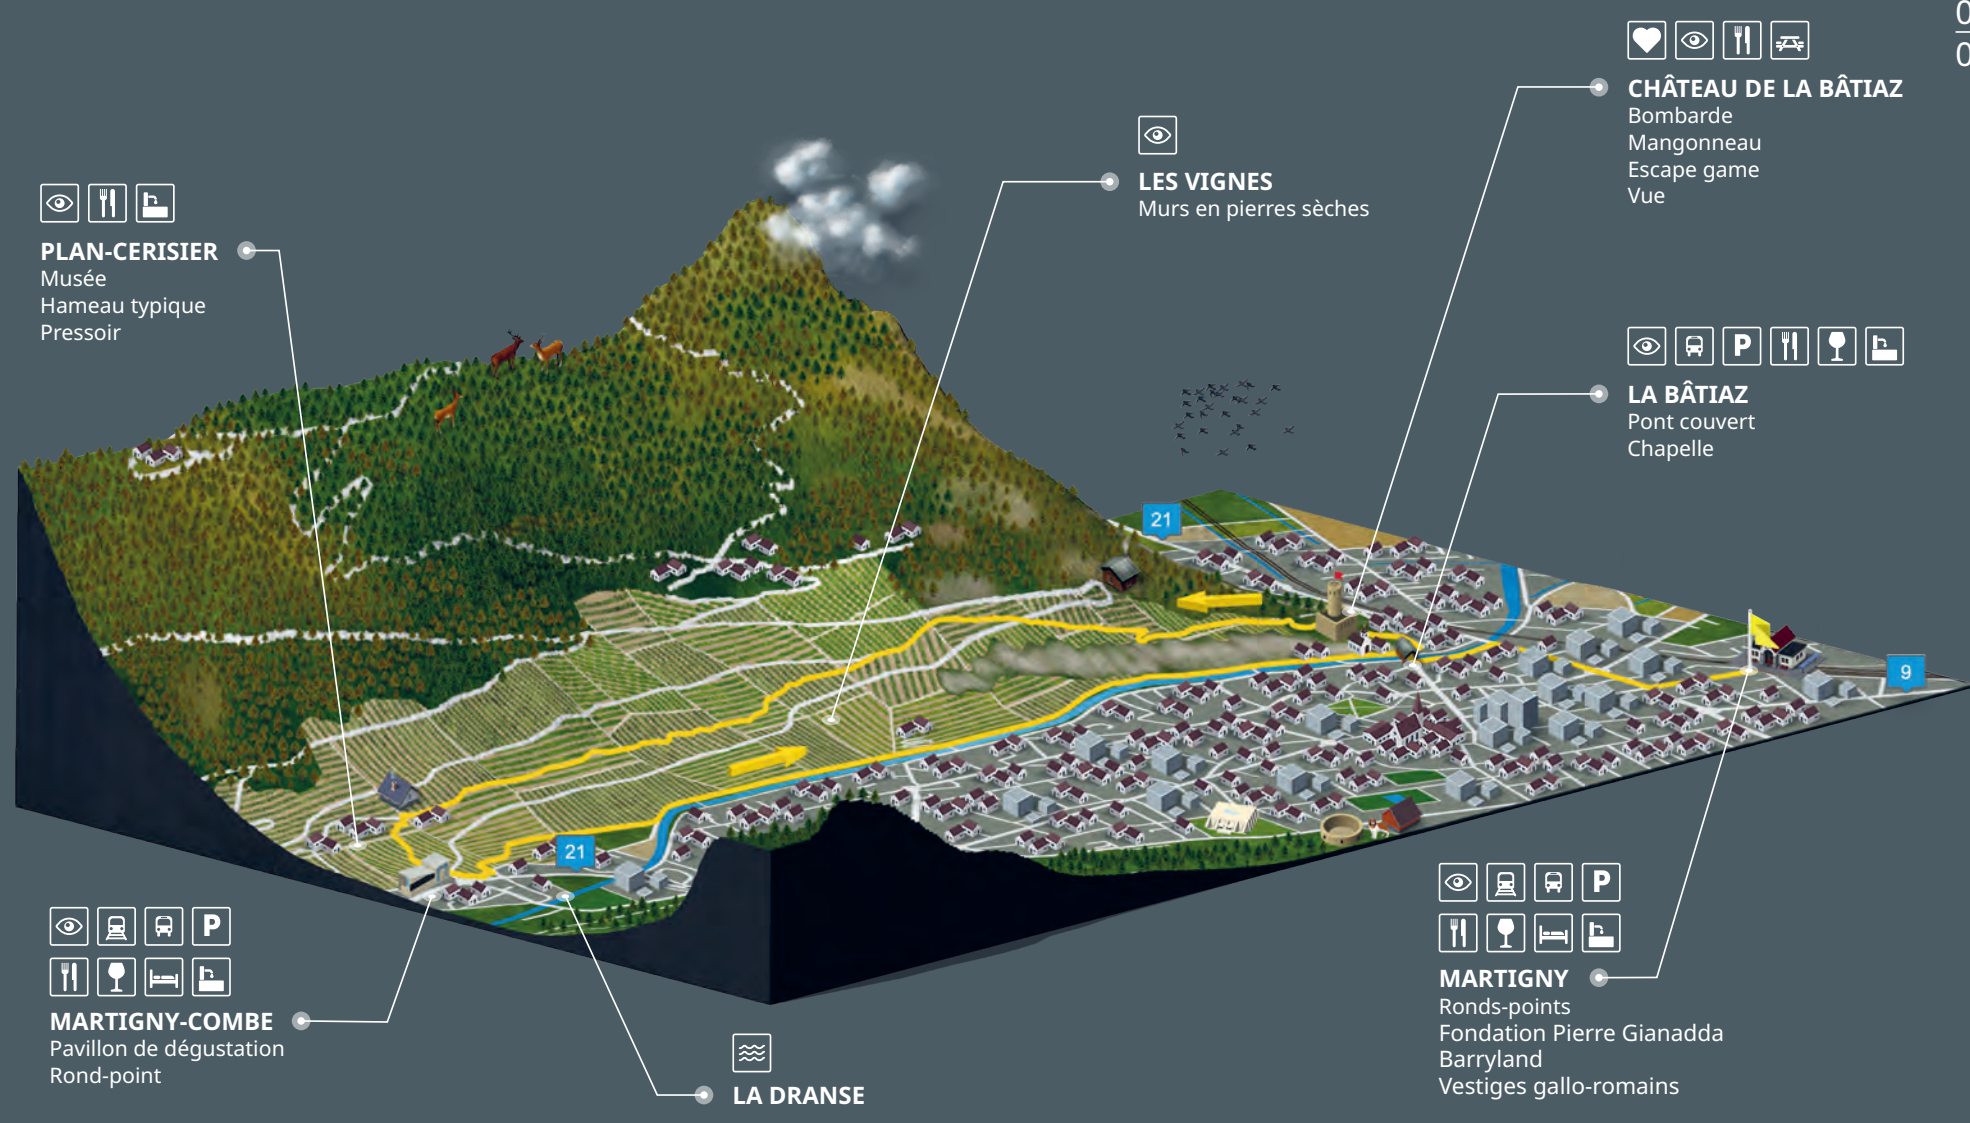 0
0
CHÂTEAU DE LA BÂTIAZ
Bombarde
Mangonneau
Escape game
Vue
LES VIGNES
Murs en pierres sèches
PLAN-CERISIER
Musée
Hameau typique
Pressoir
P
LA BÂTIAZ
Pont couvert
Chapelle
21
9
21
P
MARTIGNY-COMBE
Pavillon de dégustation
Rond-point
LA DRANSE
P
MARTIGNY
Ronds-points
Fondation Pierre Gianadda
Barryland
Vestiges gallo-romains